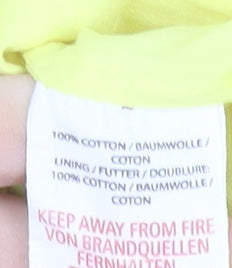 100% COTTON / BAUMWOLLE /
COTON
LINING / FUTTER / DOUBLURE:
100% COTTON / BAUMWOLLE /
COTON
KEEP AWAY FROM FIRE
VON BRANDQUELLEN
FERNHALTEN